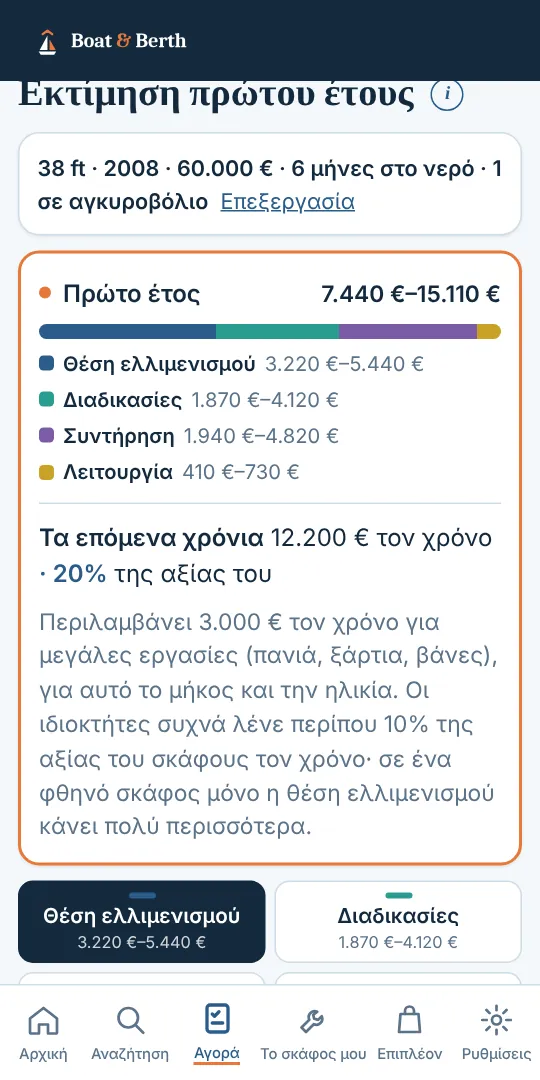 Boat & Berth
Εκτίμηση πρώτου έτους i
38 ft · 2008 · 60.000 € · 6 μήνες στο νερό · 1
σε αγκυροβόλιο Επεξεργασία
Πρώτο έτος 7.440 €–15.110 €
Θέση ελλιμενισμού 3.220 €–5.440 €
Διαδικασίες 1.870 €–4.120 €
Συντήρηση 1.940 €–4.820 €
Λειτουργία 410 €–730 €
Τα επόμενα χρόνια 12.200 € τον χρόνο
· 20% της αξίας του
Περιλαμβάνει 3.000 € τον χρόνο για
μεγάλες εργασίες (πανιά, ξάρτια, βάνες),
για αυτό το μήκος και την ηλικία. Οι
ιδιοκτήτες συχνά λένε περίπου 10% της
αξίας του σκάφους τον χρόνο· σε ένα
φθηνό σκάφος μόνο η θέση ελλιμενισμού
κάνει πολύ περισσότερα.
Θέση ελλιμενισμού
3.220 €–5.440 €
Διαδικασίες
1.870 €–4.120 €
Αρχική Αναζήτηση Αγορά Το σκάφος μου Επιπλέον Ρυθμίσεις